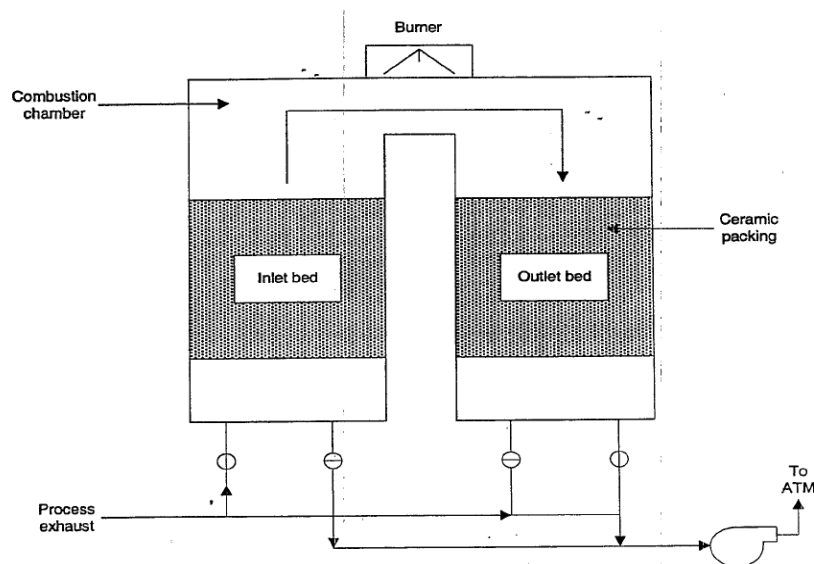 Burner
Combustion
chamber
Ceramic
packing
Inlet bed
Outlet bed
To
ATM
Process
exhaust